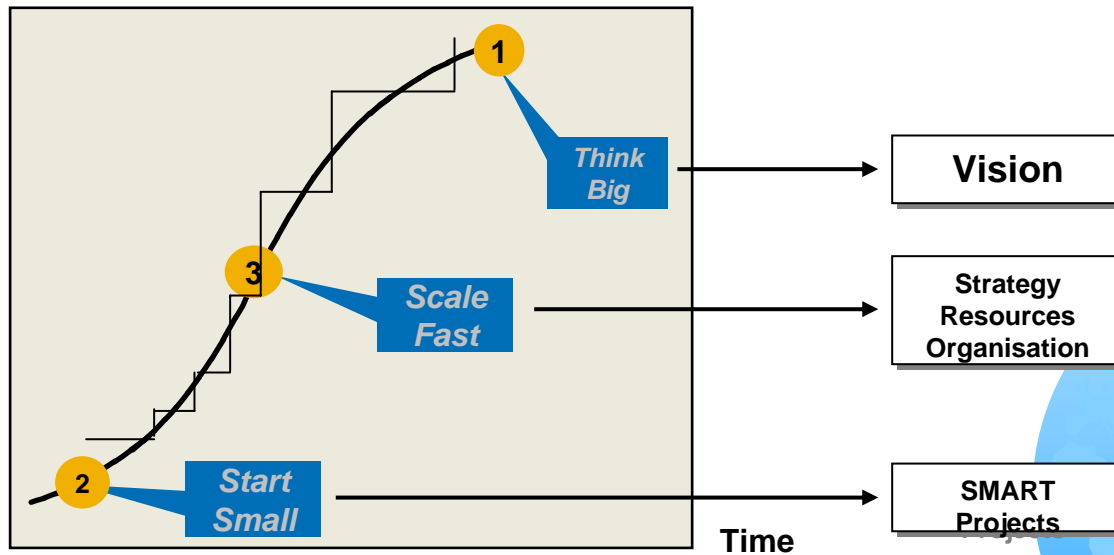 1
Think
Big
Vision
3
Scale
Fast
Strategy
Resources
Organisation
2
Start
Small
SMART
Projects
Time